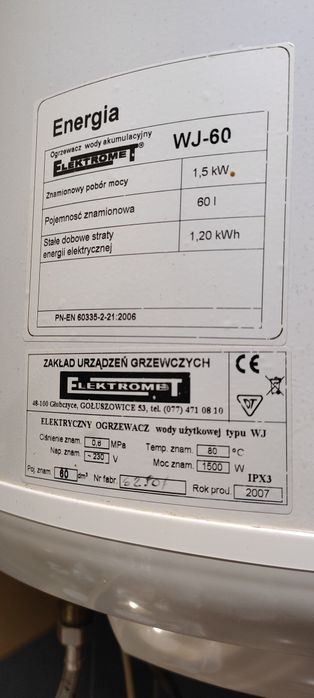 Energia
Ogrzewacz wody akumulacyjny
ELEKTROMET® WJ-60
Znamionowy pobór mocy 1,5 kW
Pojemność znamionowa 60 l
Stałe dobowe straty energii elektrycznej 1,20 kWh
PN-EN 60335-2-21:2006
ZAKŁAD URZĄDZEŃ GRZEWCZYCH
ELEKTROMET
48-100 Głubczyce, GOŁUSZOWICE 53, tel. (077) 471 08 10
CE
ELEKTRYCZNY OGRZEWACZ wody użytkowej typu WJ
Ciśnienie znam. 0,6 MPa Temp. znam. 80 °C
Nap. znam. ~ 230 V Moc znam. 1500 W
Poj. znam. 60 dm³ Nr fabr. IPX3
Rok prod. 2007